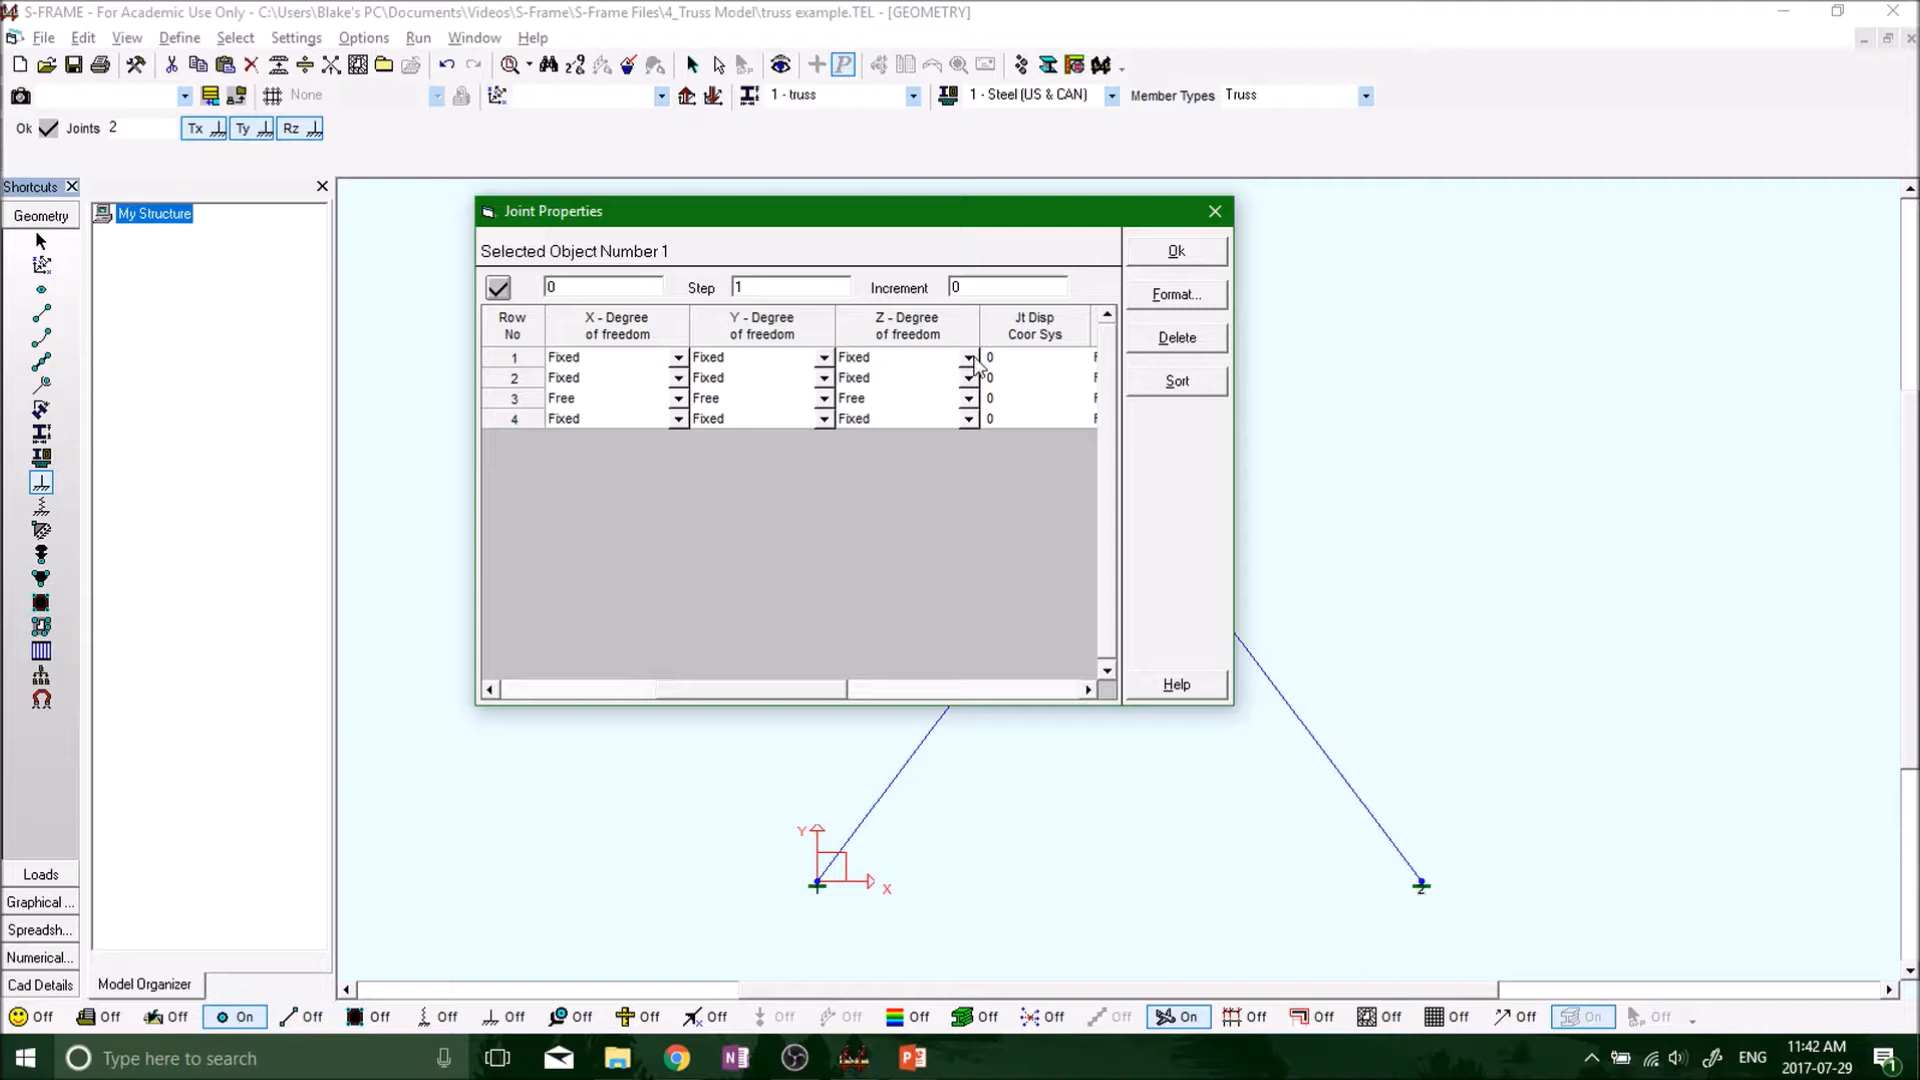 S-FRAME - For Academic Use Only - C:\Users\Blake's PC\Documents\Videos\S-Frame\S-Frame Files\4_Truss Model\truss example.TEL - [GEOMETRY]
File Edit View Define Select Settings Options Run Window Help
None 1 - truss 1 - Steel (US & CAN) Member Types Truss
Ok Joints 2 Tx Ty Rz
Shortcuts
Geometry
My Structure
Joint Properties
Selected Object Number 1
Ok
0 Step 1 Increment 0
Format...
Row No X - Degree of freedom Y - Degree of freedom Z - Degree of freedom Jt Disp Coor Sys
Delete
1 Fixed Fixed Fixed 0 F
2 Fixed Fixed Fixed 0 F
Sort
3 Free Free Free 0 F
4 Fixed Fixed Fixed 0 F
Help
Y
X
2
Loads
Graphical ...
Spreadsh...
Numerical...
Cad Details
Model Organizer
Off Off Off On Off Off Off Off Off Off Off Off Off Off Off Off Off On Off Off Off Off Off On Off
Type here to search
ENG
11:42 AM
2017-07-29
1